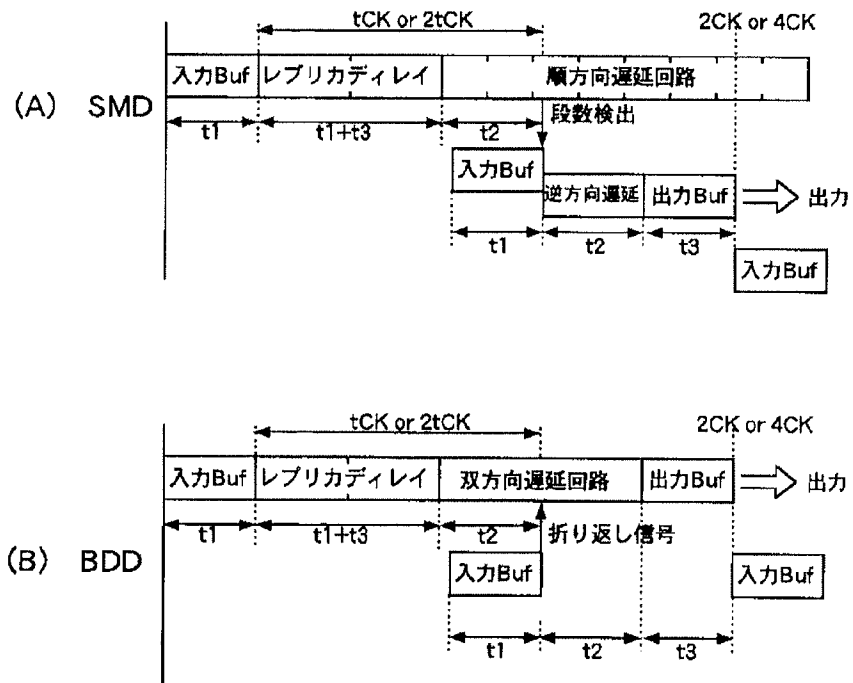 tCK or 2tCK
2CK or 4CK
入力Buf
レプリカディレイ
順方向遅延回路
(A) SMD
t1
t1+t3
t2
段数検出
入力Buf
逆方向遅延
出力Buf
出力
t1
t2
t3
入力Buf
tCK or 2tCK
2CK or 4CK
入力Buf
レプリカディレイ
双方向遅延回路
出力Buf
出力
t1
t1+t3
t2
折り返し信号
(B) BDD
入力Buf
入力Buf
t1
t2
t3